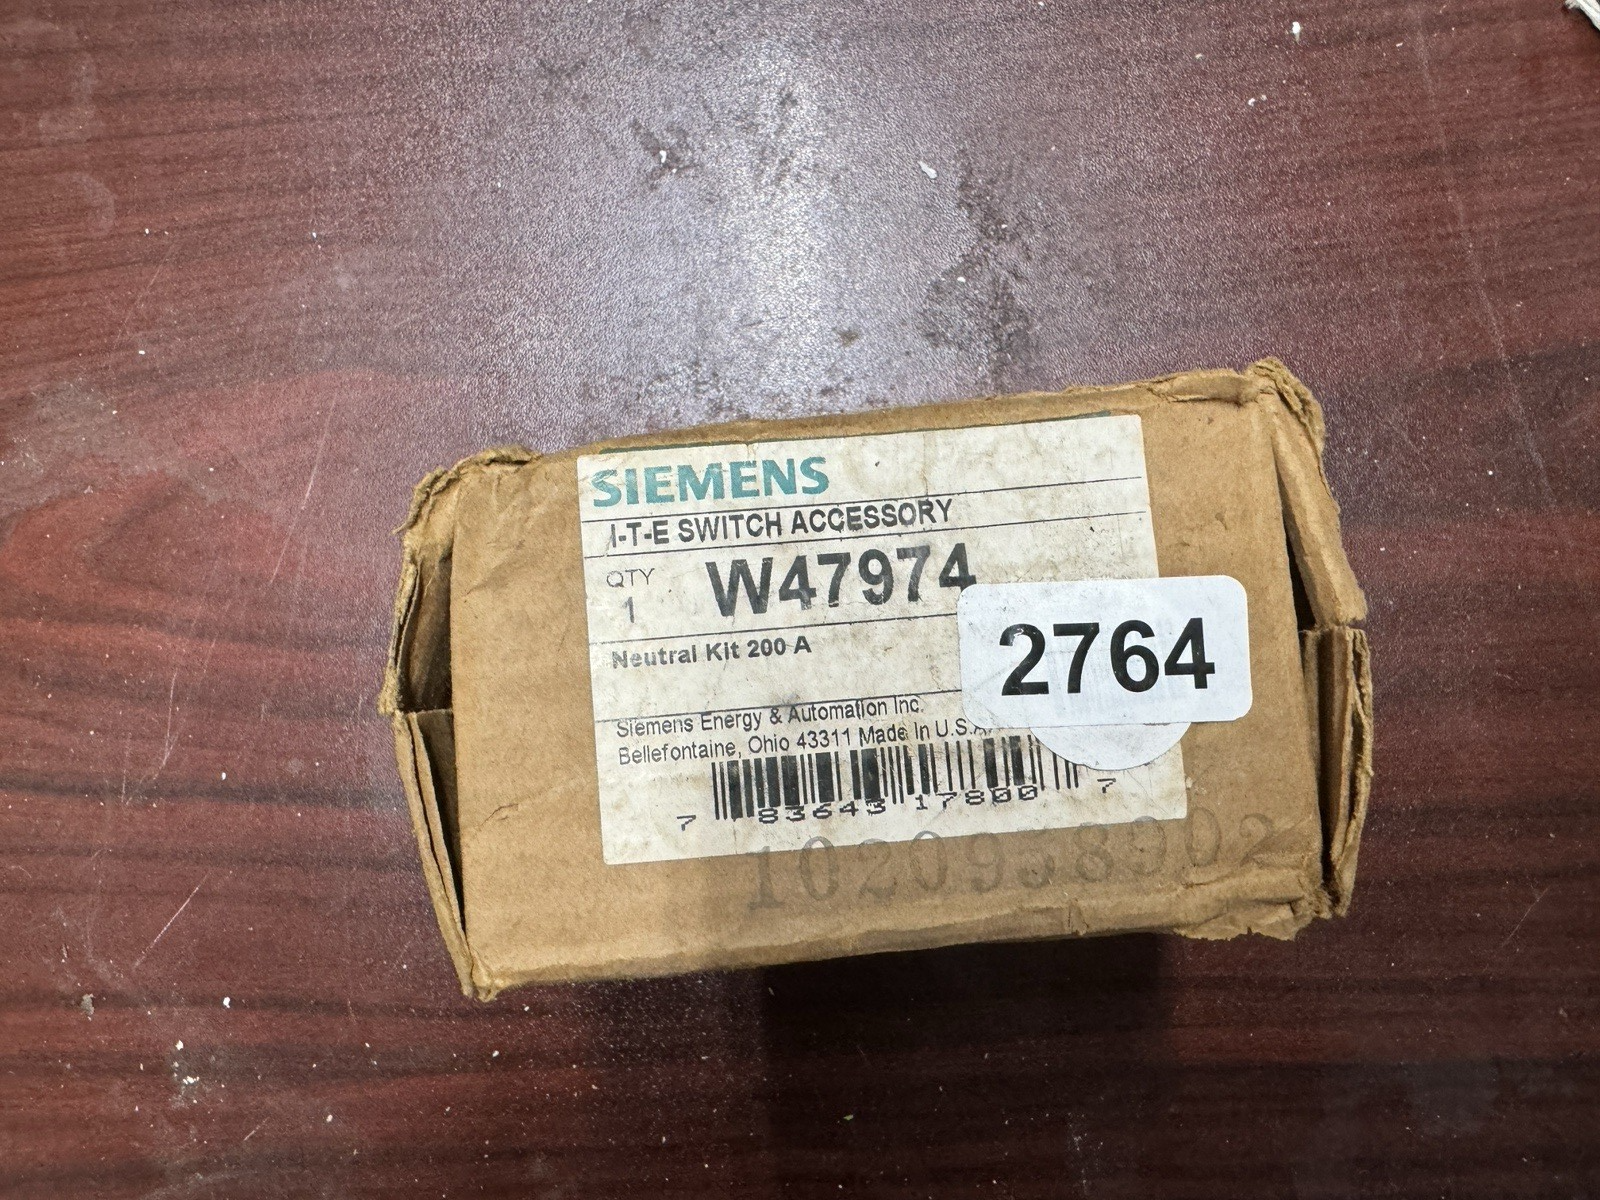 SIEMENS
I-T-E SWITCH ACCESSORY
QTY
1
W47974
Neutral Kit 200 A
2764
Siemens Energy & Automation Inc.
Bellefontaine, Ohio 43311 Made In U.S.A.
7 83643 17800 7
1020958902